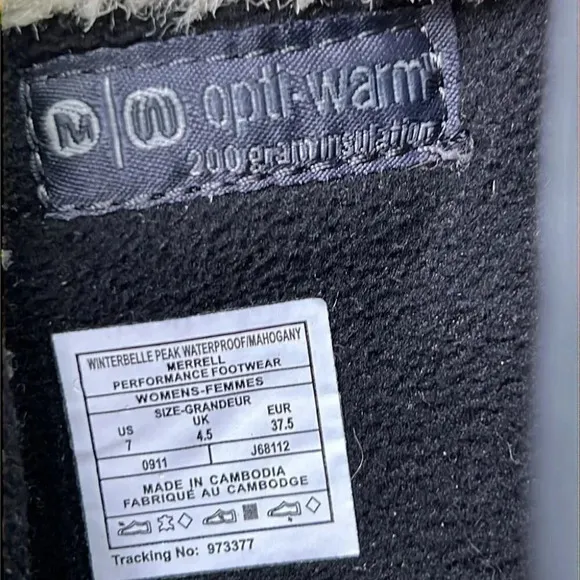 M opti-warm
200 gram insulation
WINTERBELLE PEAK WATERPROOF/MAHOGANY
MERRELL
PERFORMANCE FOOTWEAR
WOMENS-FEMMES
SIZE-GRANDEUR
US UK EUR
7 4.5 37.5
0911 J68112
MADE IN CAMBODIA
FABRIQUÉ AU CAMBODGE
Tracking No: 973377